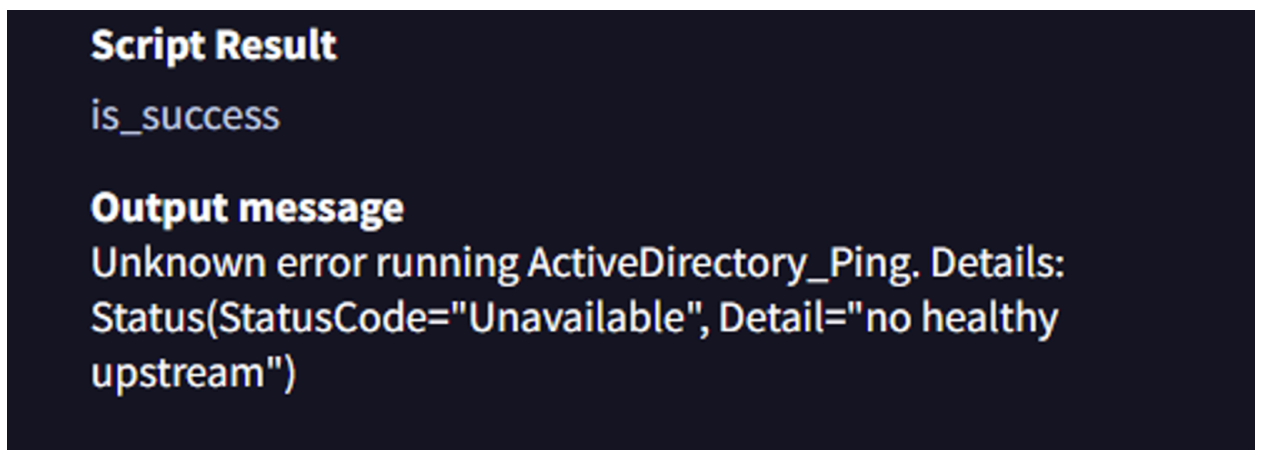 Script Result
is_success
Output message
Unknown error running ActiveDirectory_Ping. Details:
Status(StatusCode="Unavailable", Detail="no healthy
upstream")